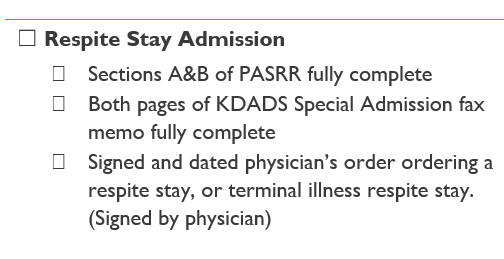 ☐ Respite Stay Admission
☐ Sections A&B of PASRR fully complete
☐ Both pages of KDADS Special Admission fax
memo fully complete
☐ Signed and dated physician’s order ordering a
respite stay, or terminal illness respite stay.
(Signed by physician)